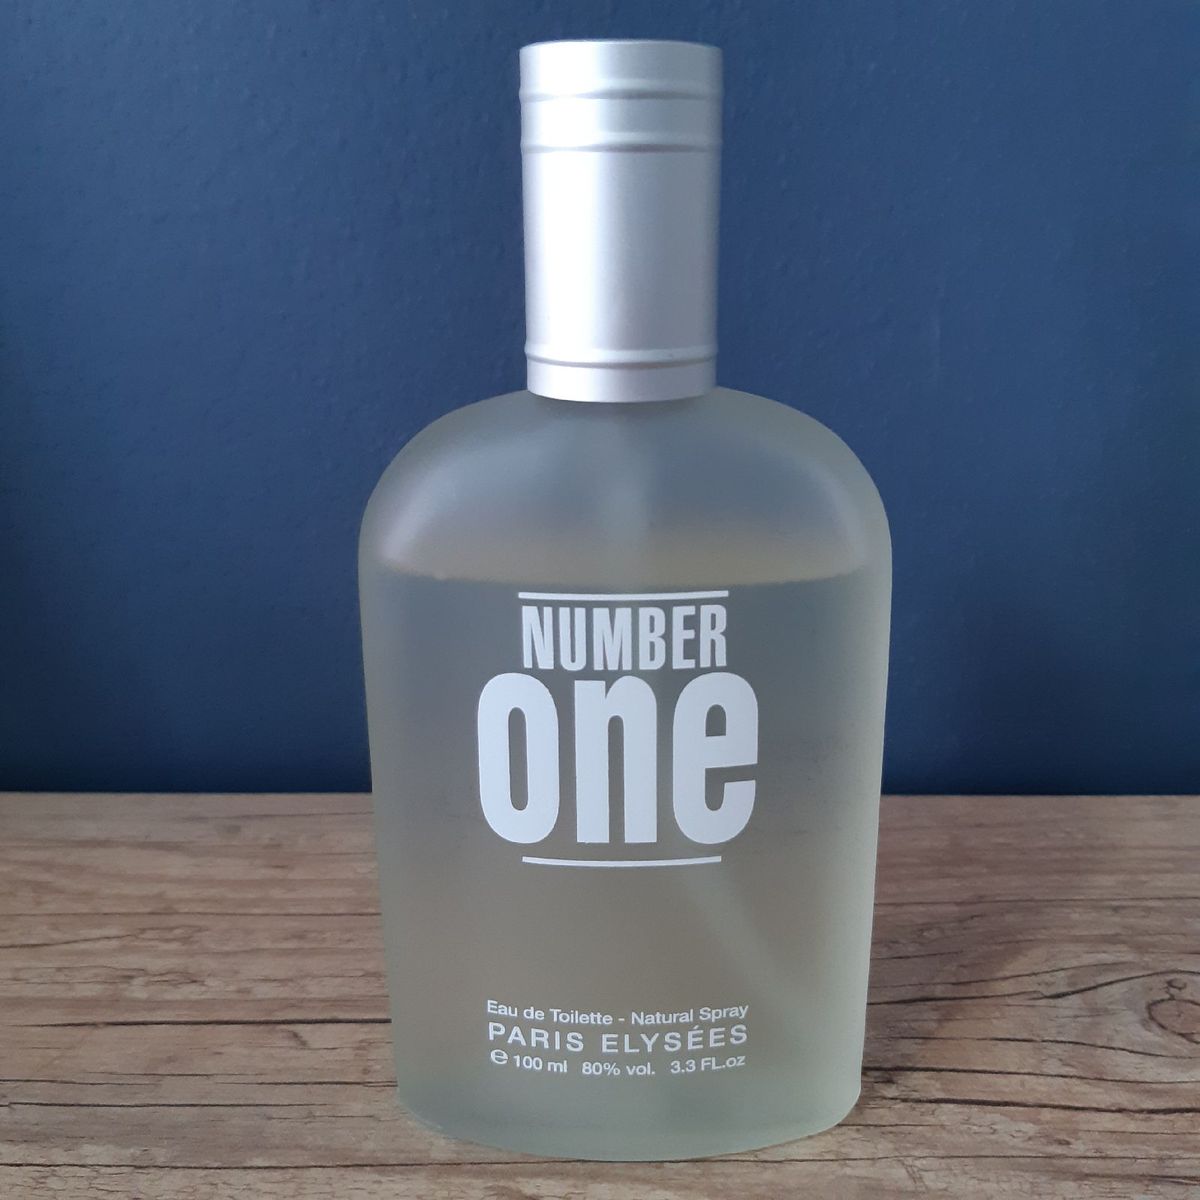 NUMBER
one
Eau de Toilette - Natural Spray
PARIS ELYSÉES
e 100 ml 80% vol. 3.3 FL.oz